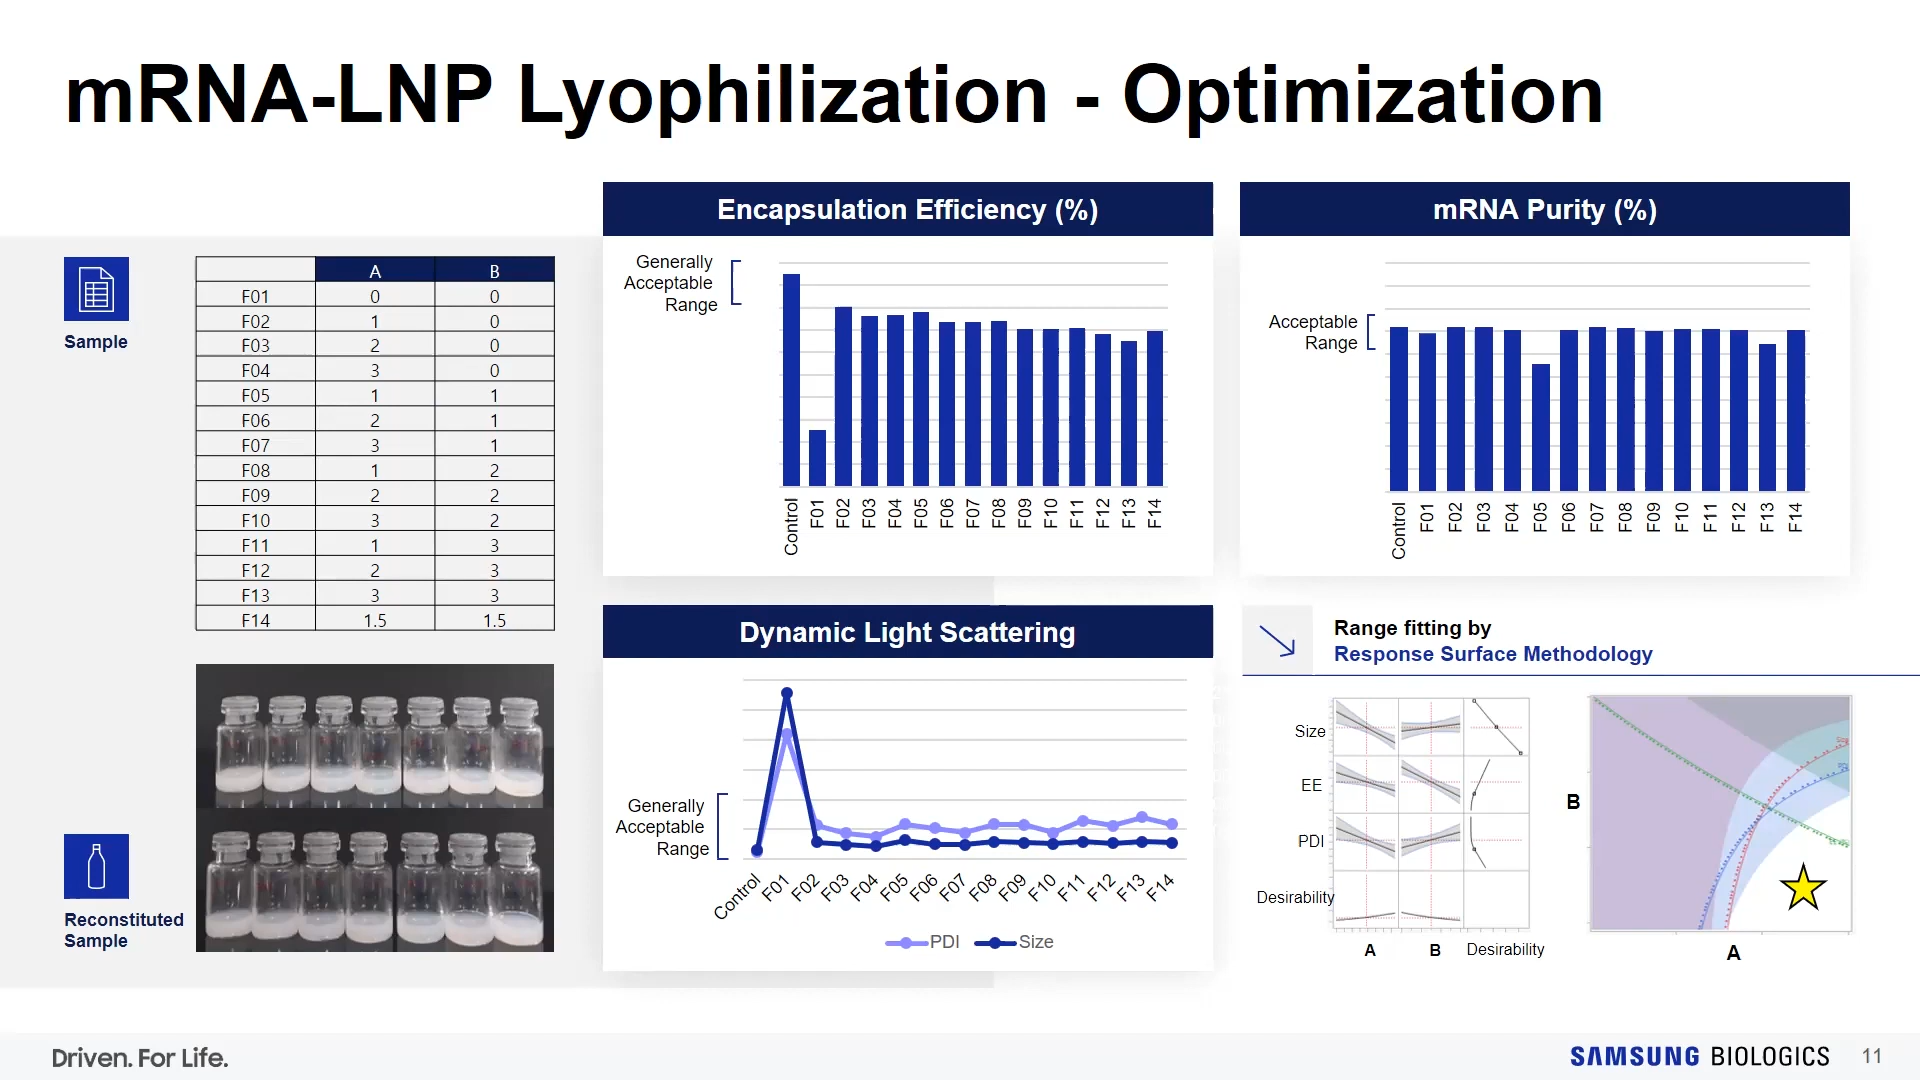 mRNA-LNP Lyophilization - Optimization
Sample
A B
F01 0 0
F02 1 0
F03 2 0
F04 3 0
F05 1 1
F06 2 1
F07 3 1
F08 1 2
F09 2 2
F10 3 2
F11 1 3
F12 2 3
F13 3 3
F14 1.5 1.5
Reconstituted
Sample
Encapsulation Efficiency (%)
Generally
Acceptable
Range
Control F01 F02 F03 F04 F05 F06 F07 F08 F09 F10 F11 F12 F13 F14
mRNA Purity (%)
Acceptable
Range
Control F01 F02 F03 F04 F05 F06 F07 F08 F09 F10 F11 F12 F13 F14
Dynamic Light Scattering
Generally
Acceptable
Range
Control F01 F02 F03 F04 F05 F06 F07 F08 F09 F10 F11 F12 F13 F14
PDI Size
Range fitting by
Response Surface Methodology
Size
EE
PDI
Desirability
A B Desirability
B
A
Driven. For Life.
SAMSUNG BIOLOGICS 11